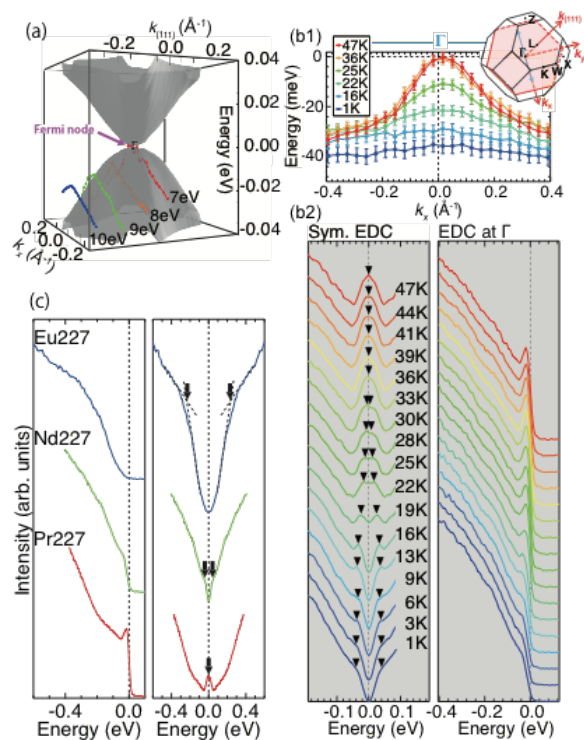 (a)
k[111] (Å⁻¹)
-0.2 0.0 0.2
0.04
0.02
0.00
-0.02
-0.04
Energy (eV)
Fermi node
Γ
7eV
8eV
9eV
10eV
0.2
0.0
-0.2
kx (Å⁻¹)
(b1)
Γ
47K
36K
25K
22K
16K
1K
0
-20
-40
Energy (meV)
-0.4 -0.2 0.0 0.2 0.4
kx (Å⁻¹)
Z
L
Γ
K
W
X
k[111]
ky
kx
(b2)
Sym. EDC
EDC at Γ
47K
44K
41K
39K
36K
33K
30K
28K
25K
22K
19K
16K
13K
9K
6K
3K
1K
-0.1 0.0 0.1
Energy (eV)
-0.4 -0.2 0.0
Energy (eV)
(c)
Eu227
Nd227
Pr227
Intensity (arb. units)
-0.4 0.0
Energy (eV)
-0.4 0.0 0.4
Energy (eV)